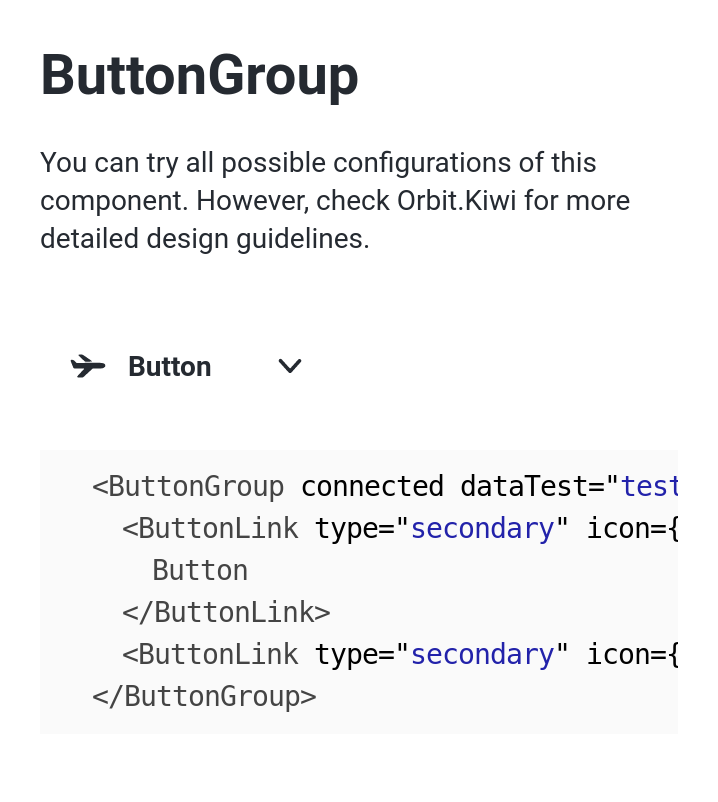 ButtonGroup
You can try all possible configurations of this
component. However, check Orbit.Kiwi for more
detailed design guidelines.
Button
<ButtonGroup connected dataTest="test
<ButtonLink type="secondary" icon={
Button
</ButtonLink>
<ButtonLink type="secondary" icon={
</ButtonGroup>